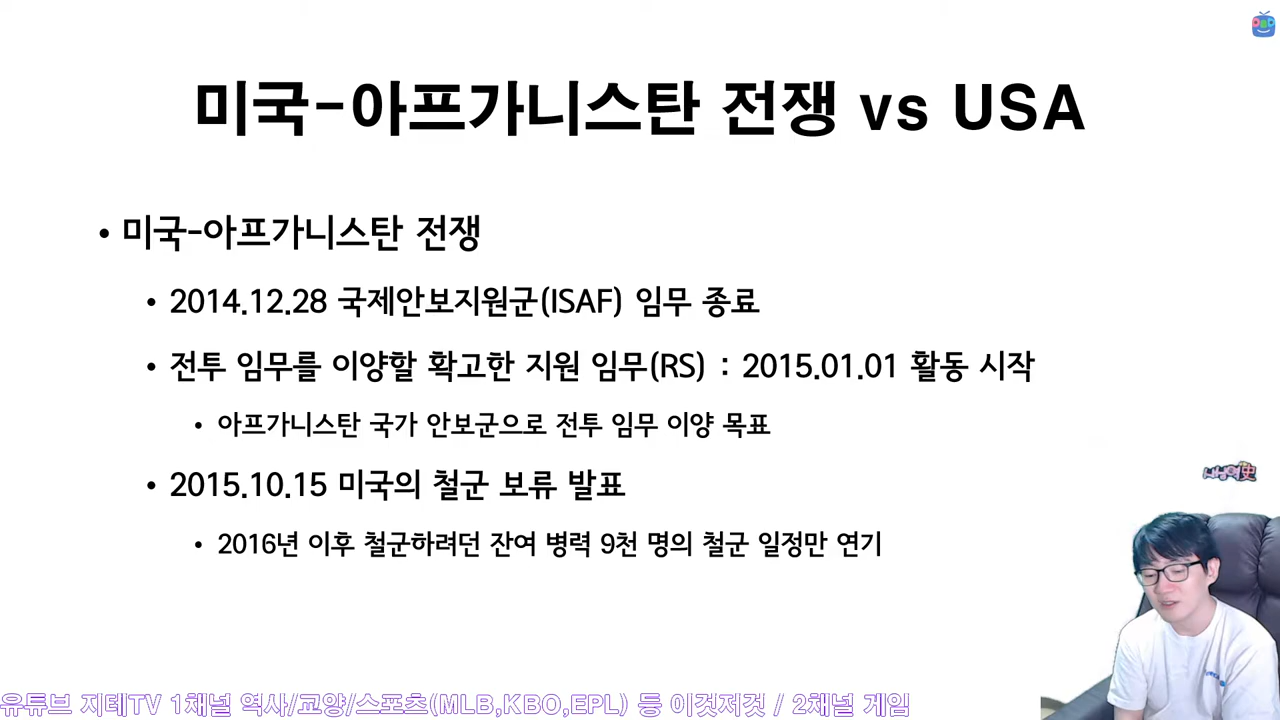 미국-아프가니스탄 전쟁 vs USA
• 미국-아프가니스탄 전쟁
• 2014.12.28 국제안보지원군(ISAF) 임무 종료
• 전투 임무를 이양할 확고한 지원 임무(RS) : 2015.01.01 활동 시작
• 아프가니스탄 국가 안보군으로 전투 임무 이양 목표
• 2015.10.15 미국의 철군 보류 발표
• 2016년 이후 철군하려던 잔여 병력 9천 명의 철군 일정만 연기
유튜브 지테TV 1채널 역사/교양/스포츠(MLB,KBO,EPL) 등 이것저것 / 2채널 게임